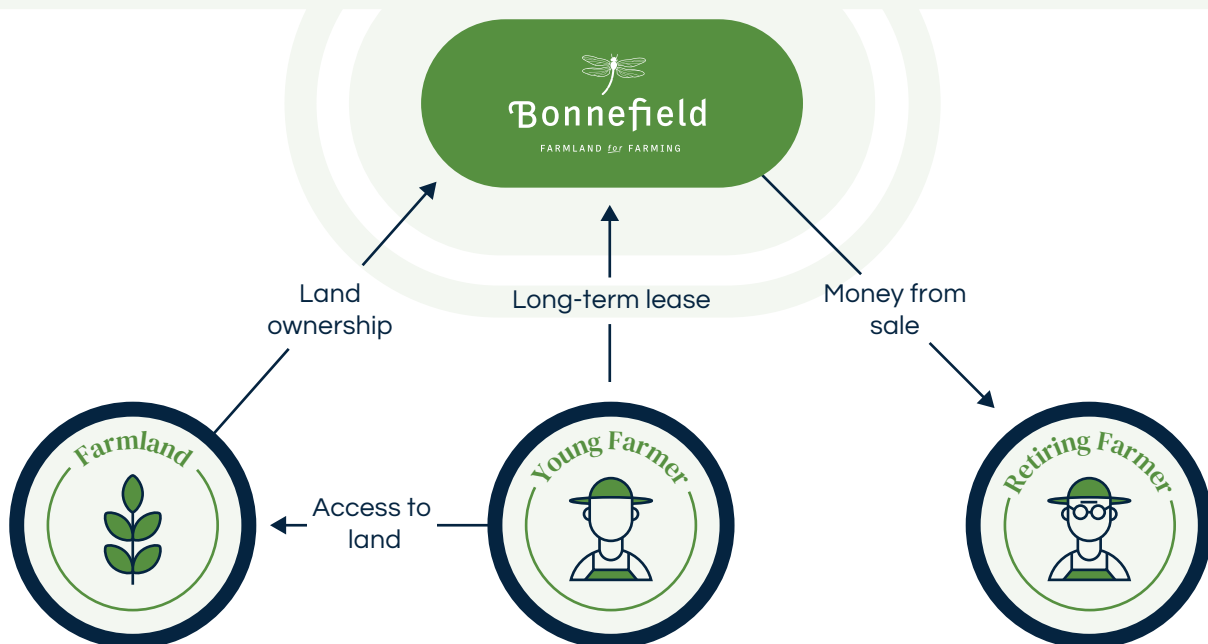 Bonnefield
FARMLAND for FARMING
Land
ownership
Long-term lease
Money from
sale
Farmland
Young Farmer
Retiring Farmer
Access to
land